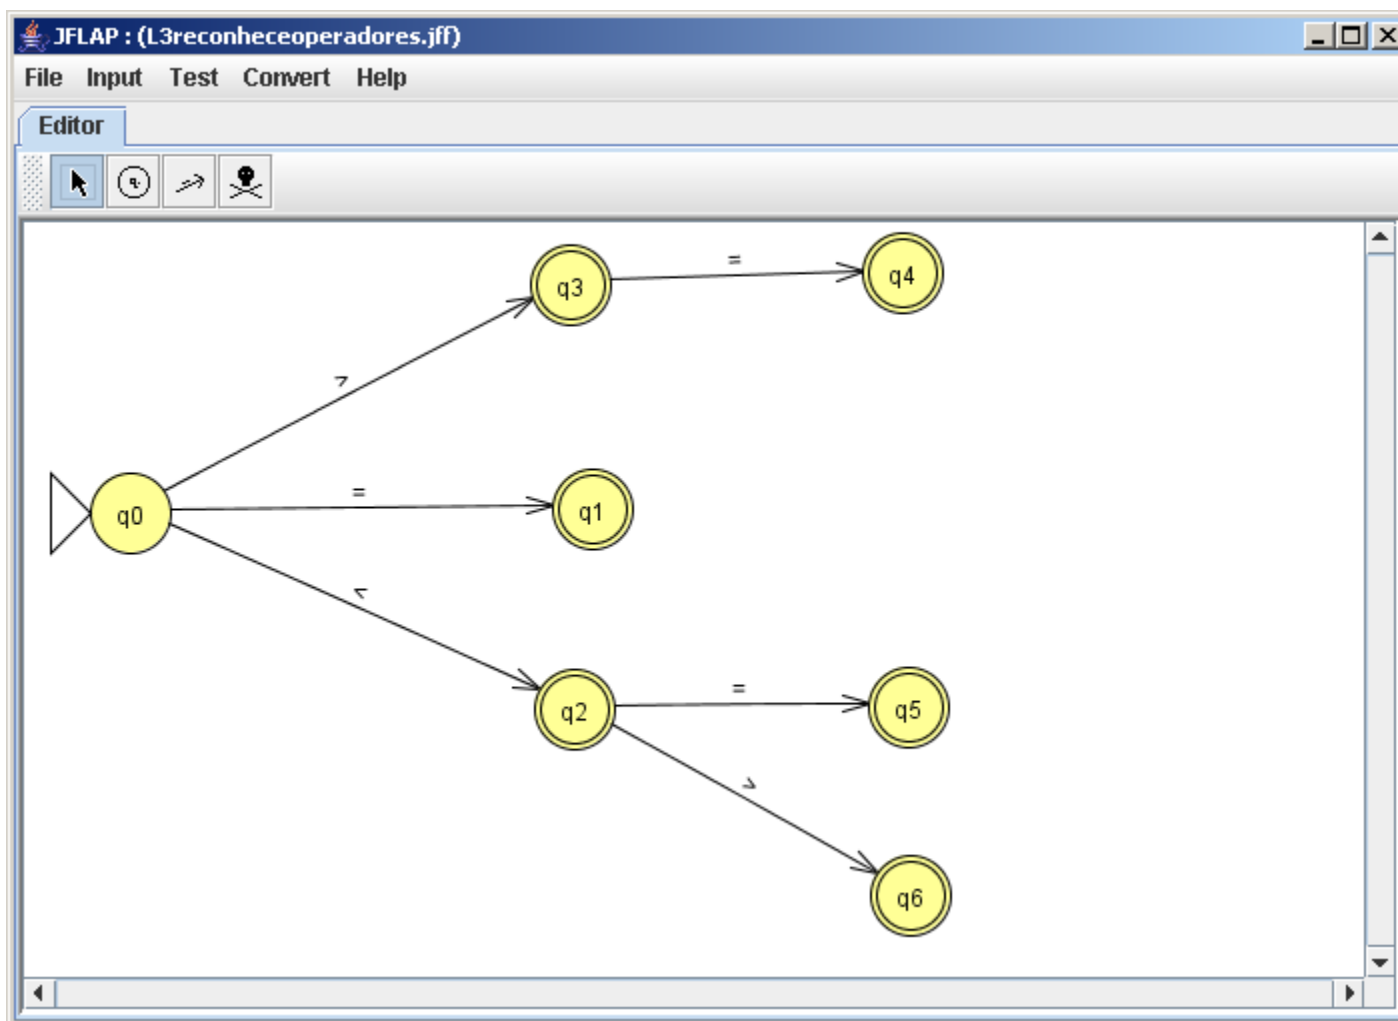 JFLAP : (L3reconheceoperadores.jff)
File Input Test Convert Help
Editor
q
q3 = q4
>
q0 = q1
<
q2 = q5
>
q6